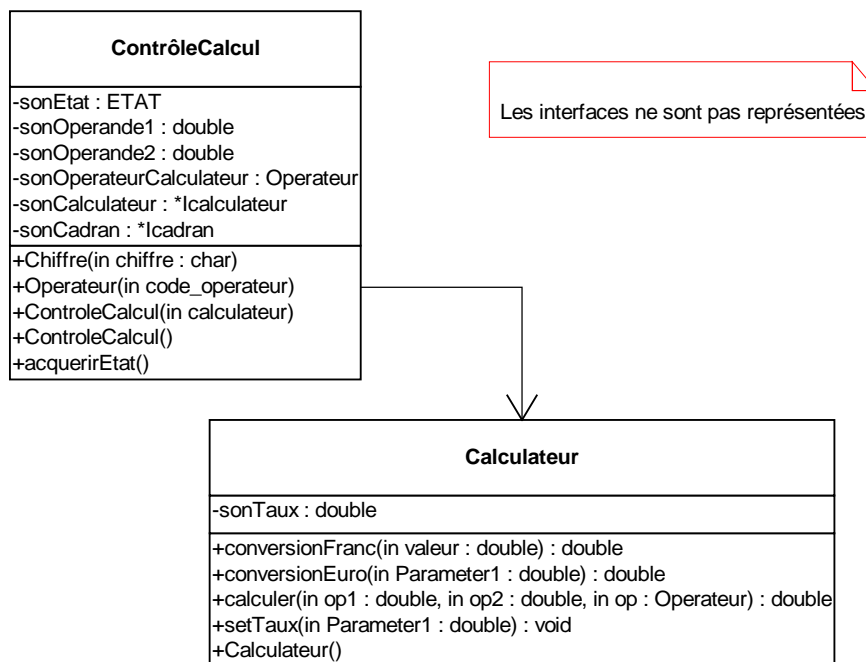 ContrôleCalcul
-sonEtat : ETAT
-sonOperande1 : double
-sonOperande2 : double
-sonOperateurCalculateur : Operateur
-sonCalculateur : *Icalculateur
-sonCadran : *Icadran
+Chiffre(in chiffre : char)
+Operateur(in code_operateur)
+ControleCalcul(in calculateur)
+ControleCalcul()
+acquerirEtat()
Les interfaces ne sont pas représentées
Calculateur
-sonTaux : double
+conversionFranc(in valeur : double) : double
+conversionEuro(in Parameter1 : double) : double
+calculer(in op1 : double, in op2 : double, in op : Operateur) : double
+setTaux(in Parameter1 : double) : void
+Calculateur()